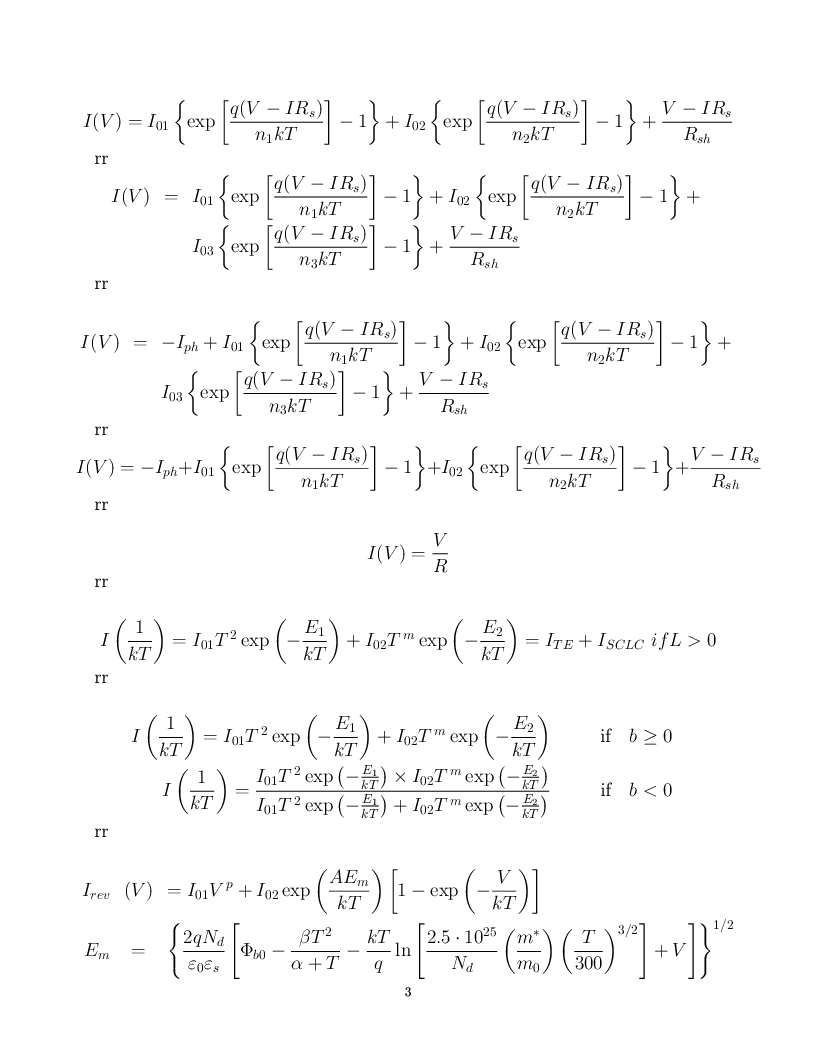 I(V) = I_{01} \left\{ \exp \left[ \frac{q(V - IR_s)}{n_1 kT} \right] - 1 \right\} + I_{02} \left\{ \exp \left[ \frac{q(V - IR_s)}{n_2 kT} \right] - 1 \right\} + \frac{V - IR_s}{R_{sh}}
rr
I(V) = I_{01} \left\{ \exp \left[ \frac{q(V - IR_s)}{n_1 kT} \right] - 1 \right\} + I_{02} \left\{ \exp \left[ \frac{q(V - IR_s)}{n_2 kT} \right] - 1 \right\} +
I_{03} \left\{ \exp \left[ \frac{q(V - IR_s)}{n_3 kT} \right] - 1 \right\} + \frac{V - IR_s}{R_{sh}}
rr
I(V) = -I_{ph} + I_{01} \left\{ \exp \left[ \frac{q(V - IR_s)}{n_1 kT} \right] - 1 \right\} + I_{02} \left\{ \exp \left[ \frac{q(V - IR_s)}{n_2 kT} \right] - 1 \right\} +
I_{03} \left\{ \exp \left[ \frac{q(V - IR_s)}{n_3 kT} \right] - 1 \right\} + \frac{V - IR_s}{R_{sh}}
rr
I(V) = -I_{ph} + I_{01} \left\{ \exp \left[ \frac{q(V - IR_s)}{n_1 kT} \right] - 1 \right\} + I_{02} \left\{ \exp \left[ \frac{q(V - IR_s)}{n_2 kT} \right] - 1 \right\} + \frac{V - IR_s}{R_{sh}}
rr
I(V) = \frac{V}{R}
rr
I \left( \frac{1}{kT} \right) = I_{01} T^2 \exp \left( -\frac{E_1}{kT} \right) + I_{02} T^m \exp \left( -\frac{E_2}{kT} \right) = I_{TE} + I_{SCLC} \ ifL > 0
rr
I \left( \frac{1}{kT} \right) = I_{01} T^2 \exp \left( -\frac{E_1}{kT} \right) + I_{02} T^m \exp \left( -\frac{E_2}{kT} \right) if b \geq 0
I \left( \frac{1}{kT} \right) = \frac{I_{01} T^2 \exp \left( -\frac{E_1}{kT} \right) \times I_{02} T^m \exp \left( -\frac{E_2}{kT} \right)}{I_{01} T^2 \exp \left( -\frac{E_1}{kT} \right) + I_{02} T^m \exp \left( -\frac{E_2}{kT} \right)} if b < 0
rr
I_{rev} (V) = I_{01} V^p + I_{02} \exp \left( \frac{AE_m}{kT} \right) \left[ 1 - \exp \left( -\frac{V}{kT} \right) \right]
E_m = \left\{ \frac{2qN_d}{\varepsilon_0 \varepsilon_s} \left[ \Phi_{b0} - \frac{\beta T^2}{\alpha + T} - \frac{kT}{q} \ln \left[ \frac{2.5 \cdot 10^{25}}{N_d} \left( \frac{m^*}{m_0} \right) \left( \frac{T}{300} \right)^{3/2} \right] + V \right] \right\}^{1/2}
3